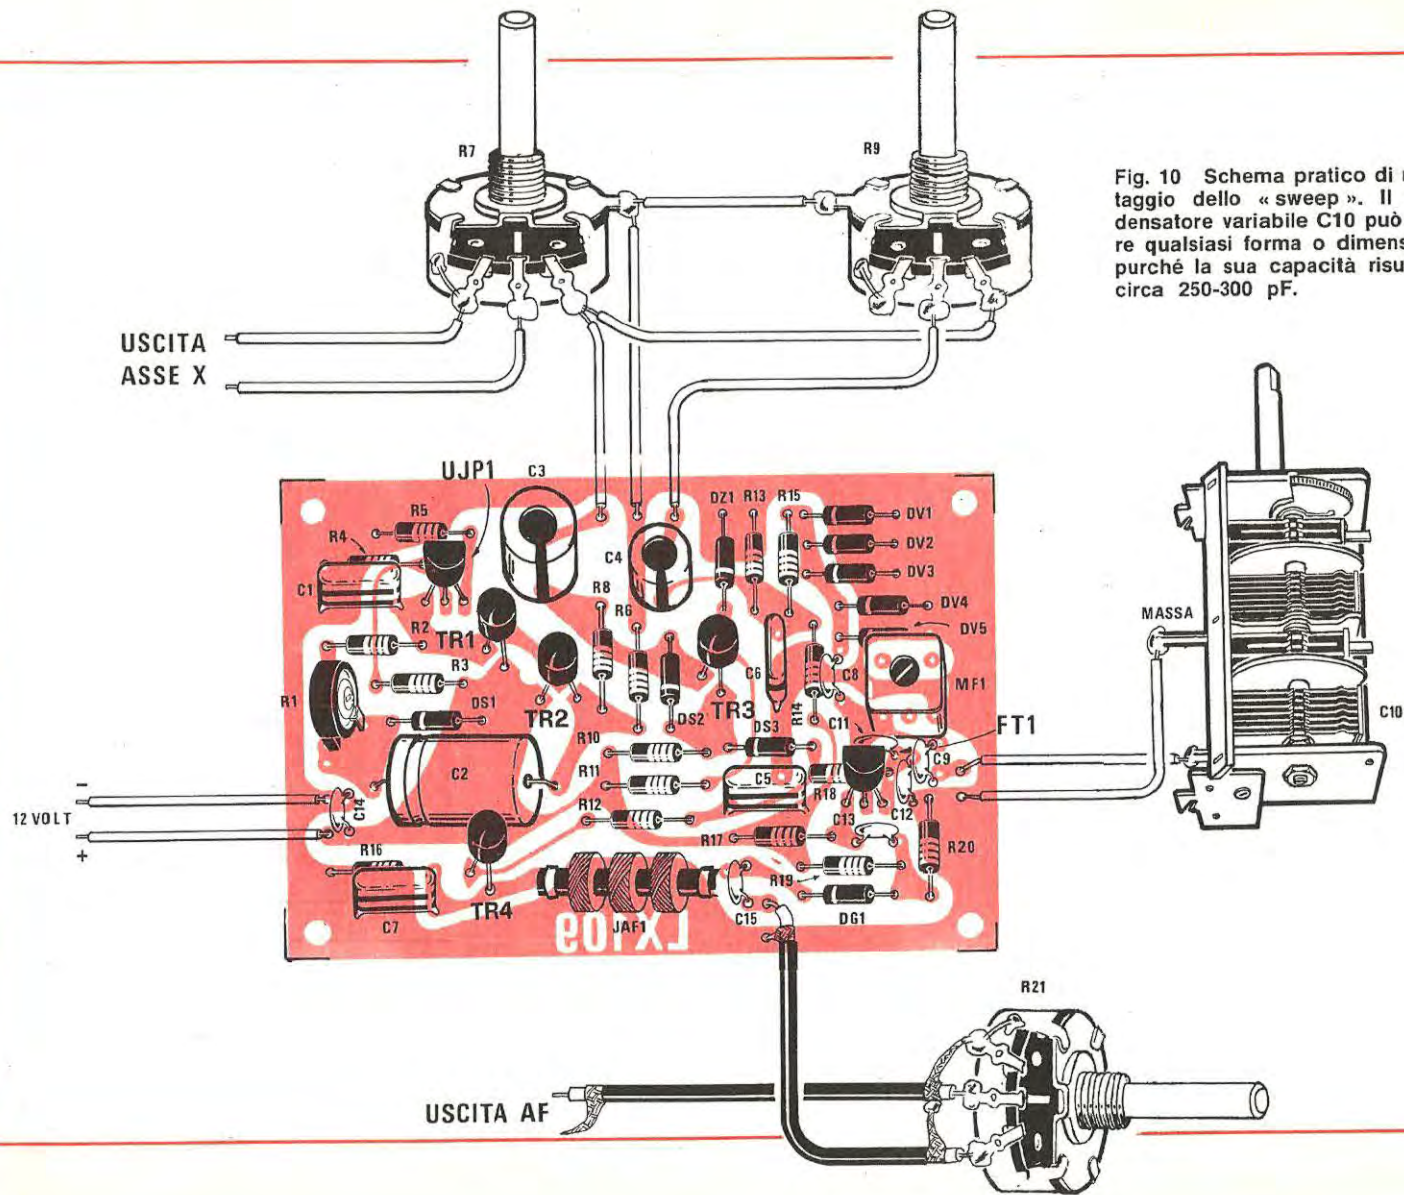 R7
R9
Fig. 10 Schema pratico di
taggio dello « sweep ». Il
densatore variabile C10 può
re qualsiasi forma o dimens
purché la sua capacità risu
circa 250-300 pF.
USCITA
ASSE X
UJP1
C3
R5
R4
C1
DZ1 R13 R15
DV1
DV2
DV3
DV4
DV5
C4
R8
R6
R2
TR1
R3
DS1
R1
TR2
DS2
TR3
C6
R14
C8
MF1
MASSA
C10
FT1
C11
DS3
R10
R11
R12
C2
C5
R18
C9
C13
C12
R17
R20
C14
-
12 VOLT
+
R16
C7
TR4
JAF1
C15
R19
DG1
LX109
R21
USCITA AF